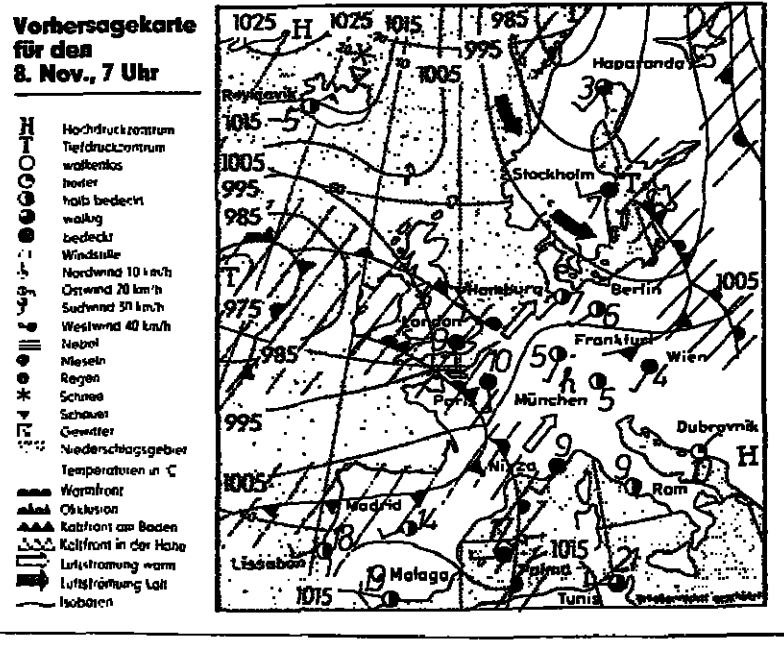 Vorhersagekarte
für den
8. Nov., 7 Uhr
H Hochdruckzentrum
T Tiefdruckzentrum
wolkenlos
heiter
halb bedeckt
wolkig
bedeckt
Windstille
Nordwind 10 km/h
Ostwind 20 km/h
Südwind 30 km/h
Westwind 40 km/h
Nebel
Nieseln
Regen
Schnee
Schauer
Gewitter
Niederschlagsgebiet
Temperaturen in °C
Warmfront
Okklusion
Kaltfront am Boden
Kaltfront in der Höhe
Luftströmung warm
Luftströmung kalt
Isobaren
1025 H 1025 1015 985
995
1005
Haparanda
3
Reykjavik
5
1015
1005
995
985
Stockholm
T
T
975
Hamburg
Berlin
1005
6
London
9
985
Frankfurt
5
Wien
4
10
h
5
Paris
München
995
Dubrovnik
H
1005
Nizza
9
9
Rom
Madrid
14
Lissabon
8
1015
Malaga
Tunis
1015